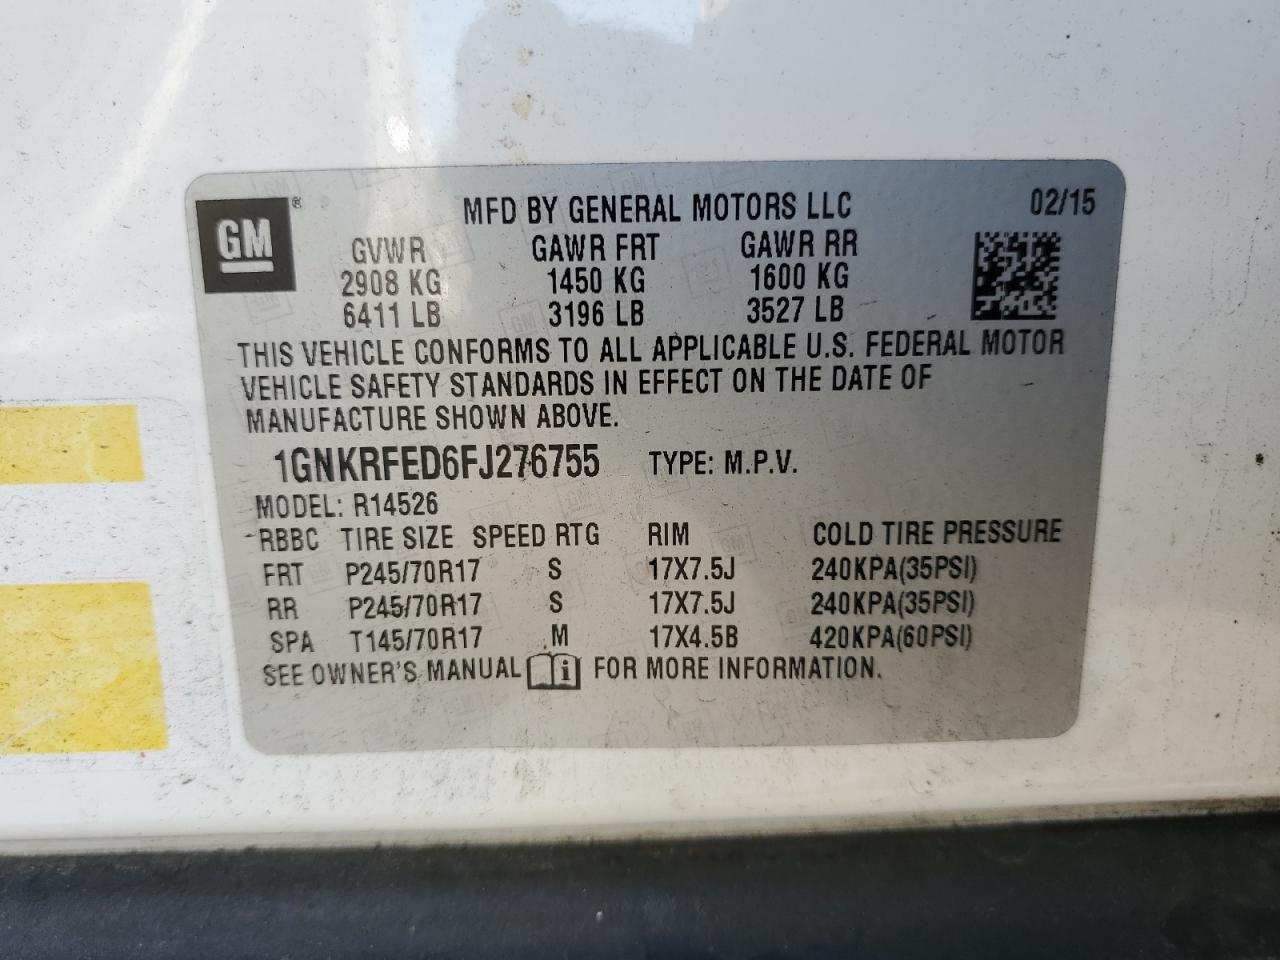 GM ®
MFD BY GENERAL MOTORS LLC 02/15
GVWR GAWR FRT GAWR RR
2908 KG 1450 KG 1600 KG
6411 LB 3196 LB 3527 LB
THIS VEHICLE CONFORMS TO ALL APPLICABLE U.S. FEDERAL MOTOR
VEHICLE SAFETY STANDARDS IN EFFECT ON THE DATE OF
MANUFACTURE SHOWN ABOVE.
1GNKRFED6FJ276755 TYPE: M.P.V.
MODEL: R14526
RBBC TIRE SIZE SPEED RTG RIM COLD TIRE PRESSURE
FRT P245/70R17 S 17X7.5J 240KPA(35PSI)
RR P245/70R17 S 17X7.5J 240KPA(35PSI)
SPA T145/70R17 M 17X4.5B 420KPA(60PSI)
SEE OWNER'S MANUAL i FOR MORE INFORMATION.